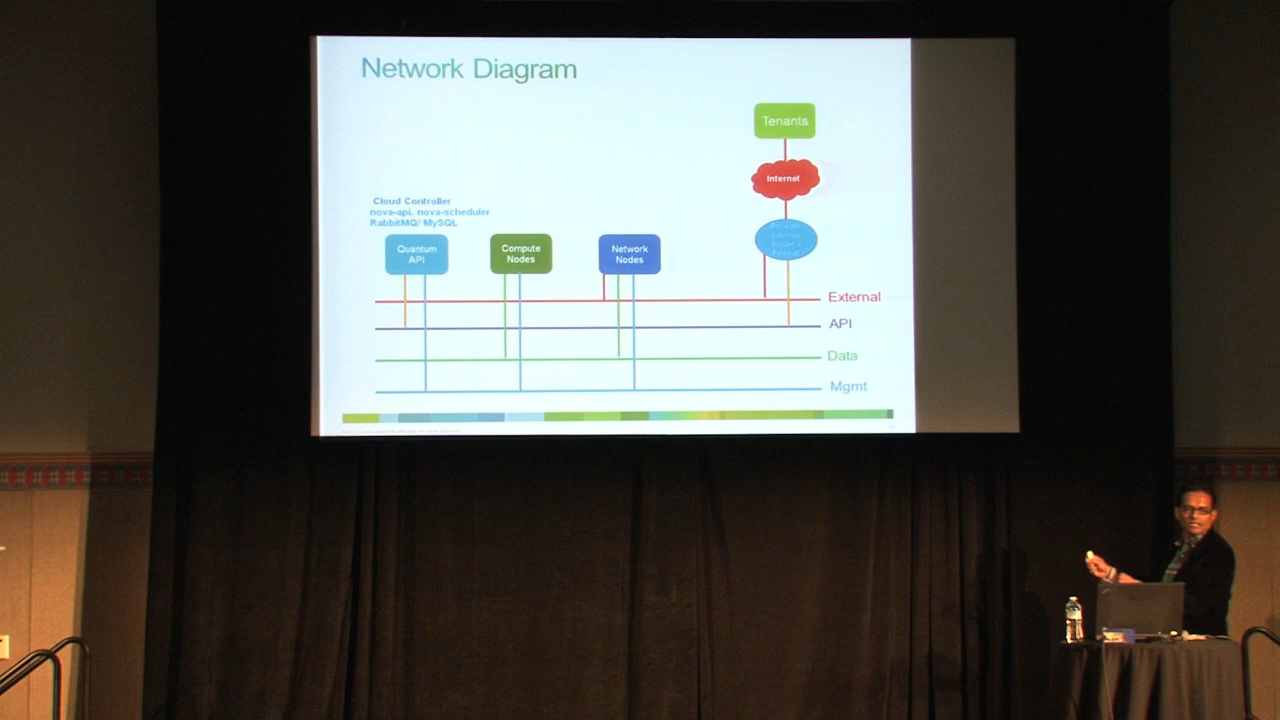 Network Diagram
Tenants
Internet
Cloud Controller
nova-api, nova-scheduler
RabbitMQ/ MySQL
Provider
Quantum
API
Compute
Nodes
Network
Nodes
External
API
Data
Mgmt